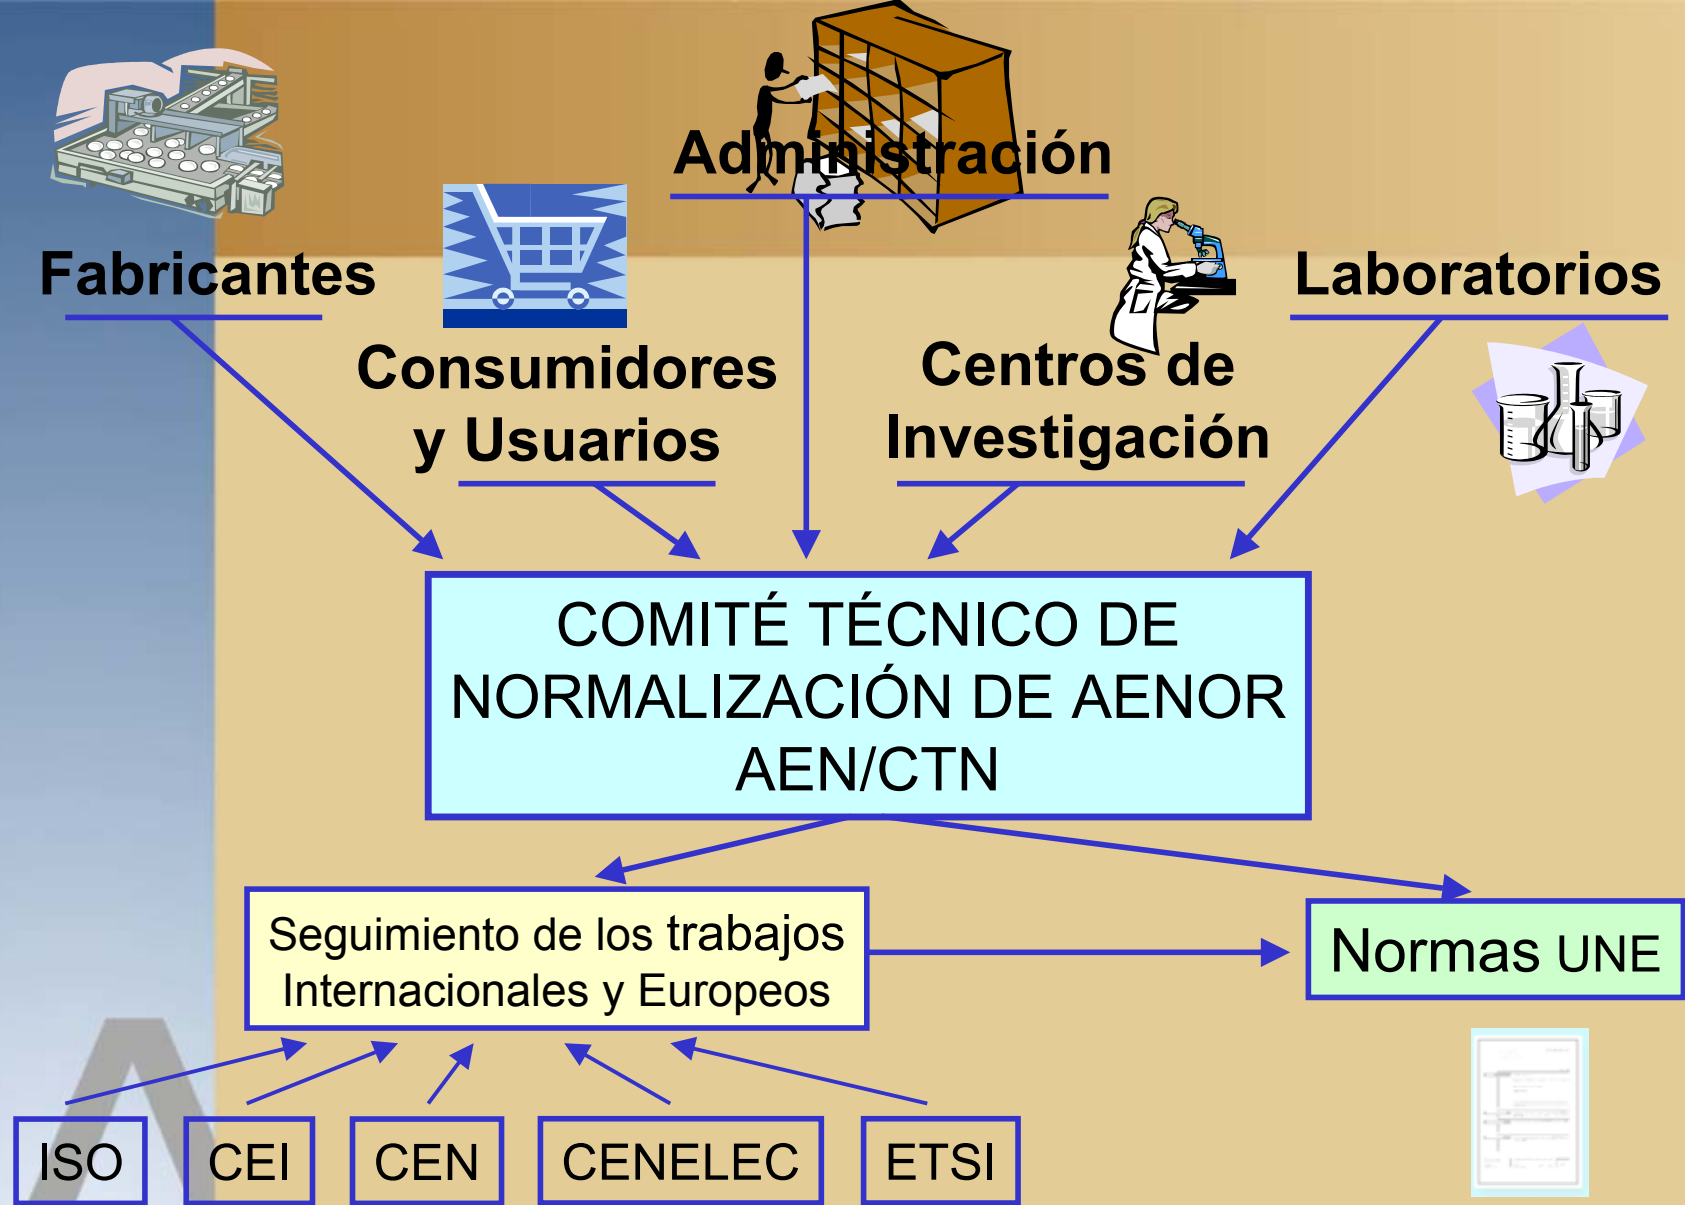 Administración
Fabricantes
Laboratorios
Consumidores
y Usuarios
Centros de
Investigación
COMITÉ TÉCNICO DE
NORMALIZACIÓN DE AENOR
AEN/CTN
Seguimiento de los trabajos
Internacionales y Europeos
Normas UNE
ISO
CEI
CEN
CENELEC
ETSI